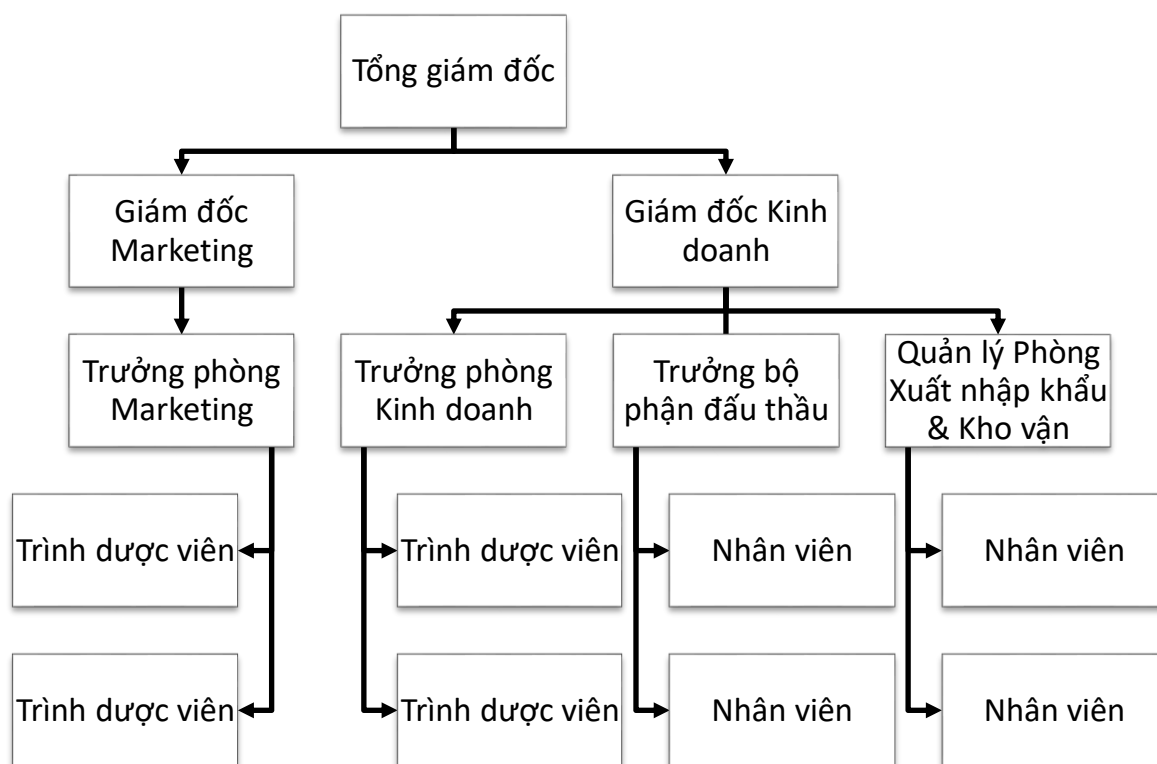 Tổng giám đốc
Giám đốc
Marketing
Giám đốc Kinh
doanh
Trưởng phòng
Marketing
Trưởng phòng
Kinh doanh
Trưởng bộ
phận đấu thầu
Quản lý Phòng
Xuất nhập khẩu
& Kho vận
Trình dược viên
Trình dược viên
Nhân viên
Nhân viên
Trình dược viên
Trình dược viên
Nhân viên
Nhân viên